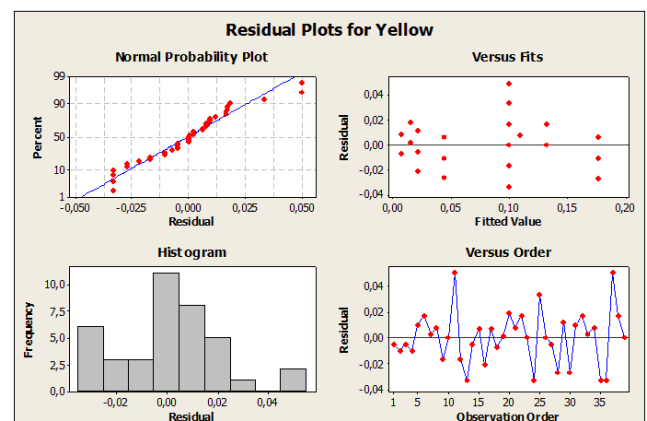 Residual Plots for Yellow
Normal Probability Plot
Versus Fits
99
90
50
10
1
Percent
-0,050 -0,025 0,000 0,025 0,050
Residual
0,04
0,02
0,00
-0,02
-0,04
Residual
0,00 0,05 0,10 0,15 0,20
Fitted Value
Histogram
Versus Order
10,0
7,5
5,0
2,5
0,0
Frequency
-0,02 0,00 0,02 0,04
Residual
0,04
0,02
0,00
-0,02
-0,04
Residual
1 5 10 15 20 25 30 35
Observation Order